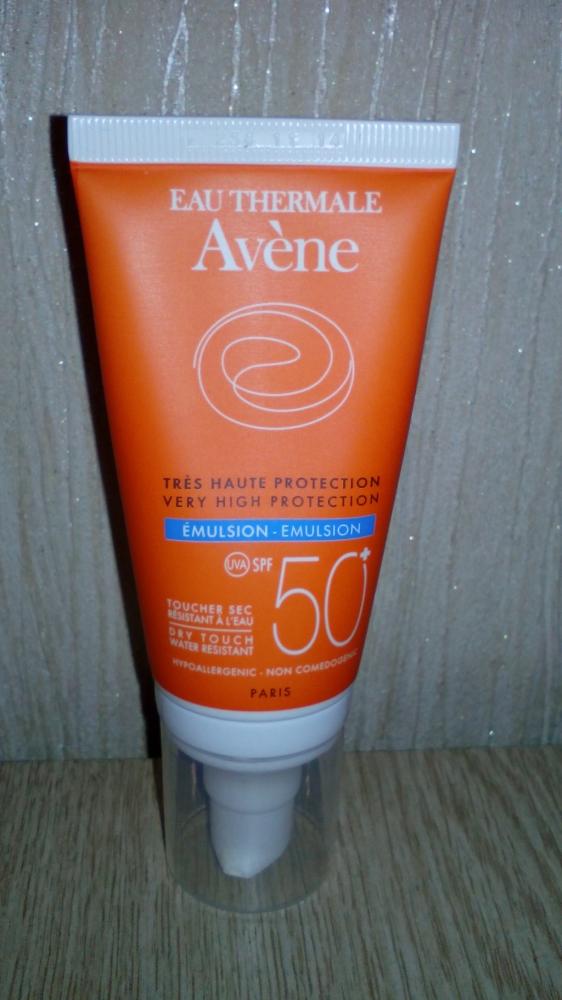 EAU THERMALE
Avène
TRÈS HAUTE PROTECTION
VERY HIGH PROTECTION
ÉMULSION - EMULSION
UVA SPF 50+
TOUCHER SEC
RÉSISTANT À L'EAU
DRY TOUCH
WATER RESISTANT
HYPOALLERGENIC - NON COMEDOGENIC
PARIS